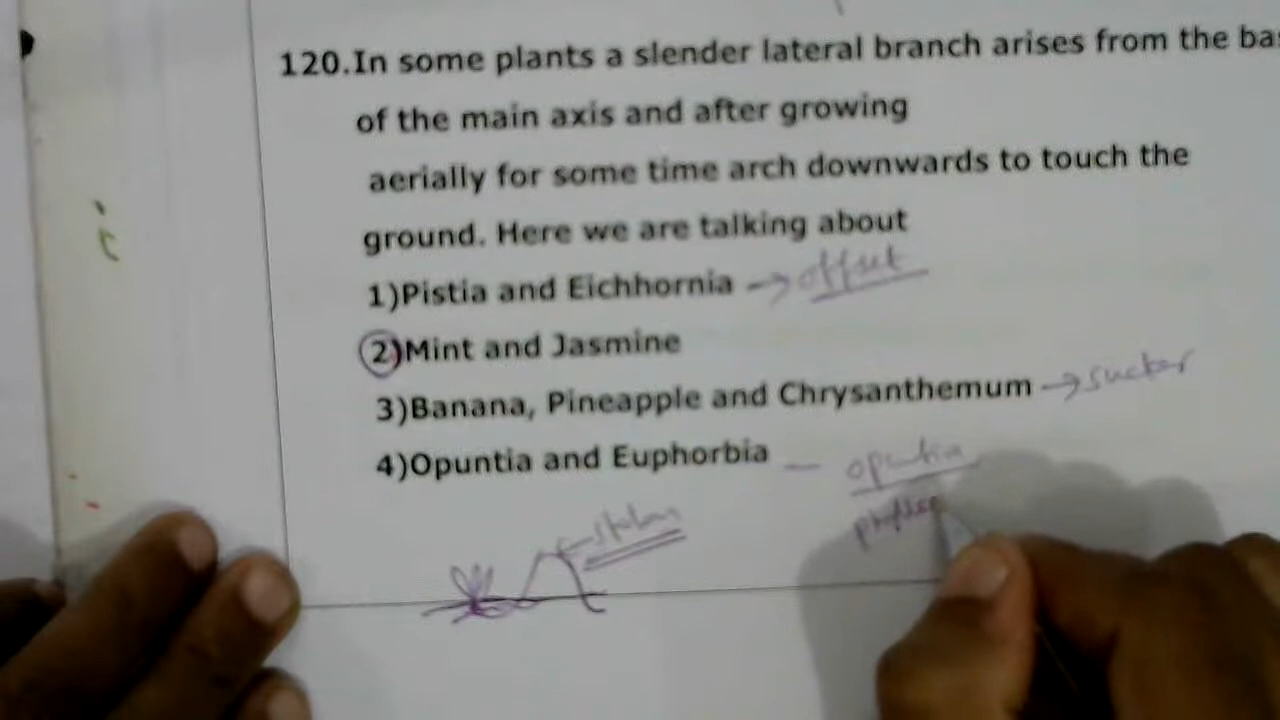 120.In some plants a slender lateral branch arises from the
of the main axis and after growing
aerially for some time arch downwards to touch the
ground. Here we are talking about
1)Pistia and Eichhornia → offset
2)Mint and Jasmine
3)Banana, Pineapple and Chrysanthemum → sucker
4)Opuntia and Euphorbia — opuntia